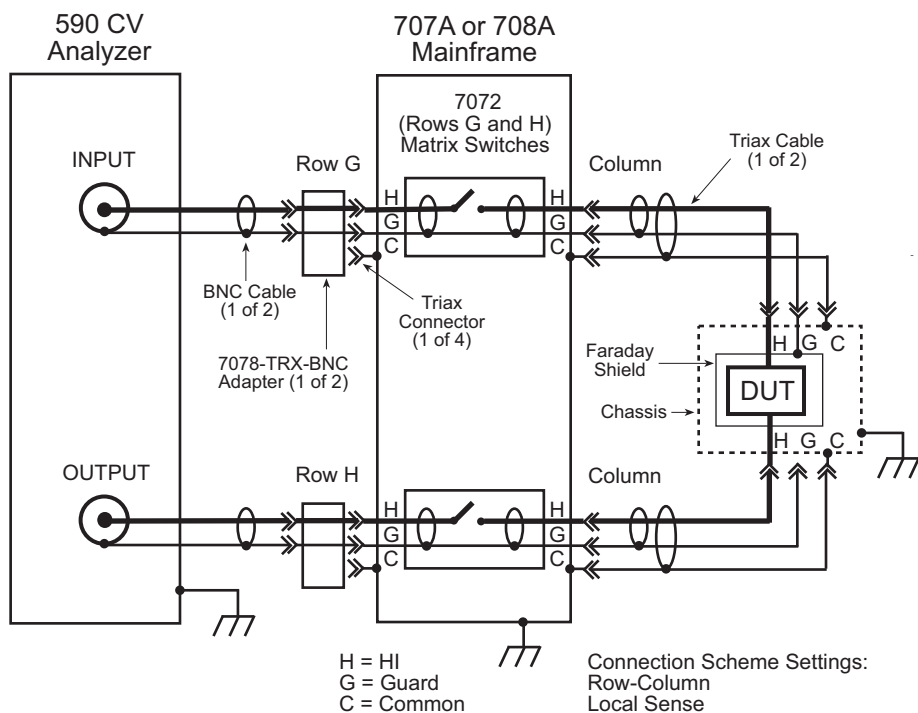 590 CV
Analyzer
707A or 708A
Mainframe
7072
(Rows G and H)
Matrix Switches
Triax Cable
(1 of 2)
INPUT
Row G
Column
H
G
C
H
G
C
BNC Cable
(1 of 2)
Triax
Connector
(1 of 4)
7078-TRX-BNC
Adapter (1 of 2)
Faraday
Shield
Chassis
H G C
DUT
H G C
OUTPUT
Row H
Column
H
G
C
H
G
C
H = HI
G = Guard
C = Common
Connection Scheme Settings:
Row-Column
Local Sense